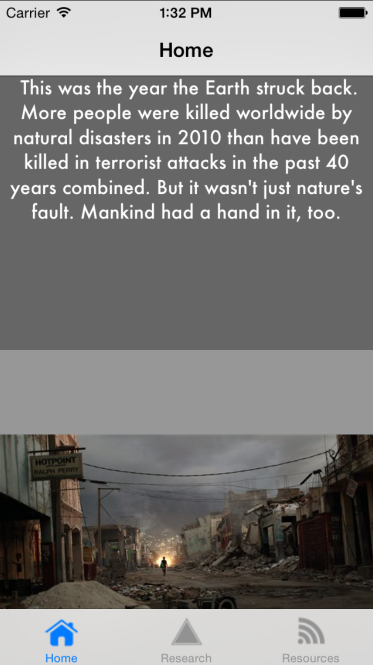 Carrier 1:32 PM
Home
This was the year the Earth struck back.
More people were killed worldwide by
natural disasters in 2010 than have been
killed in terrorist attacks in the past 40
years combined. But it wasn't just nature's
fault. Mankind had a hand in it, too.
HOTPOINT
RALPH PERRY
Home Research Resources